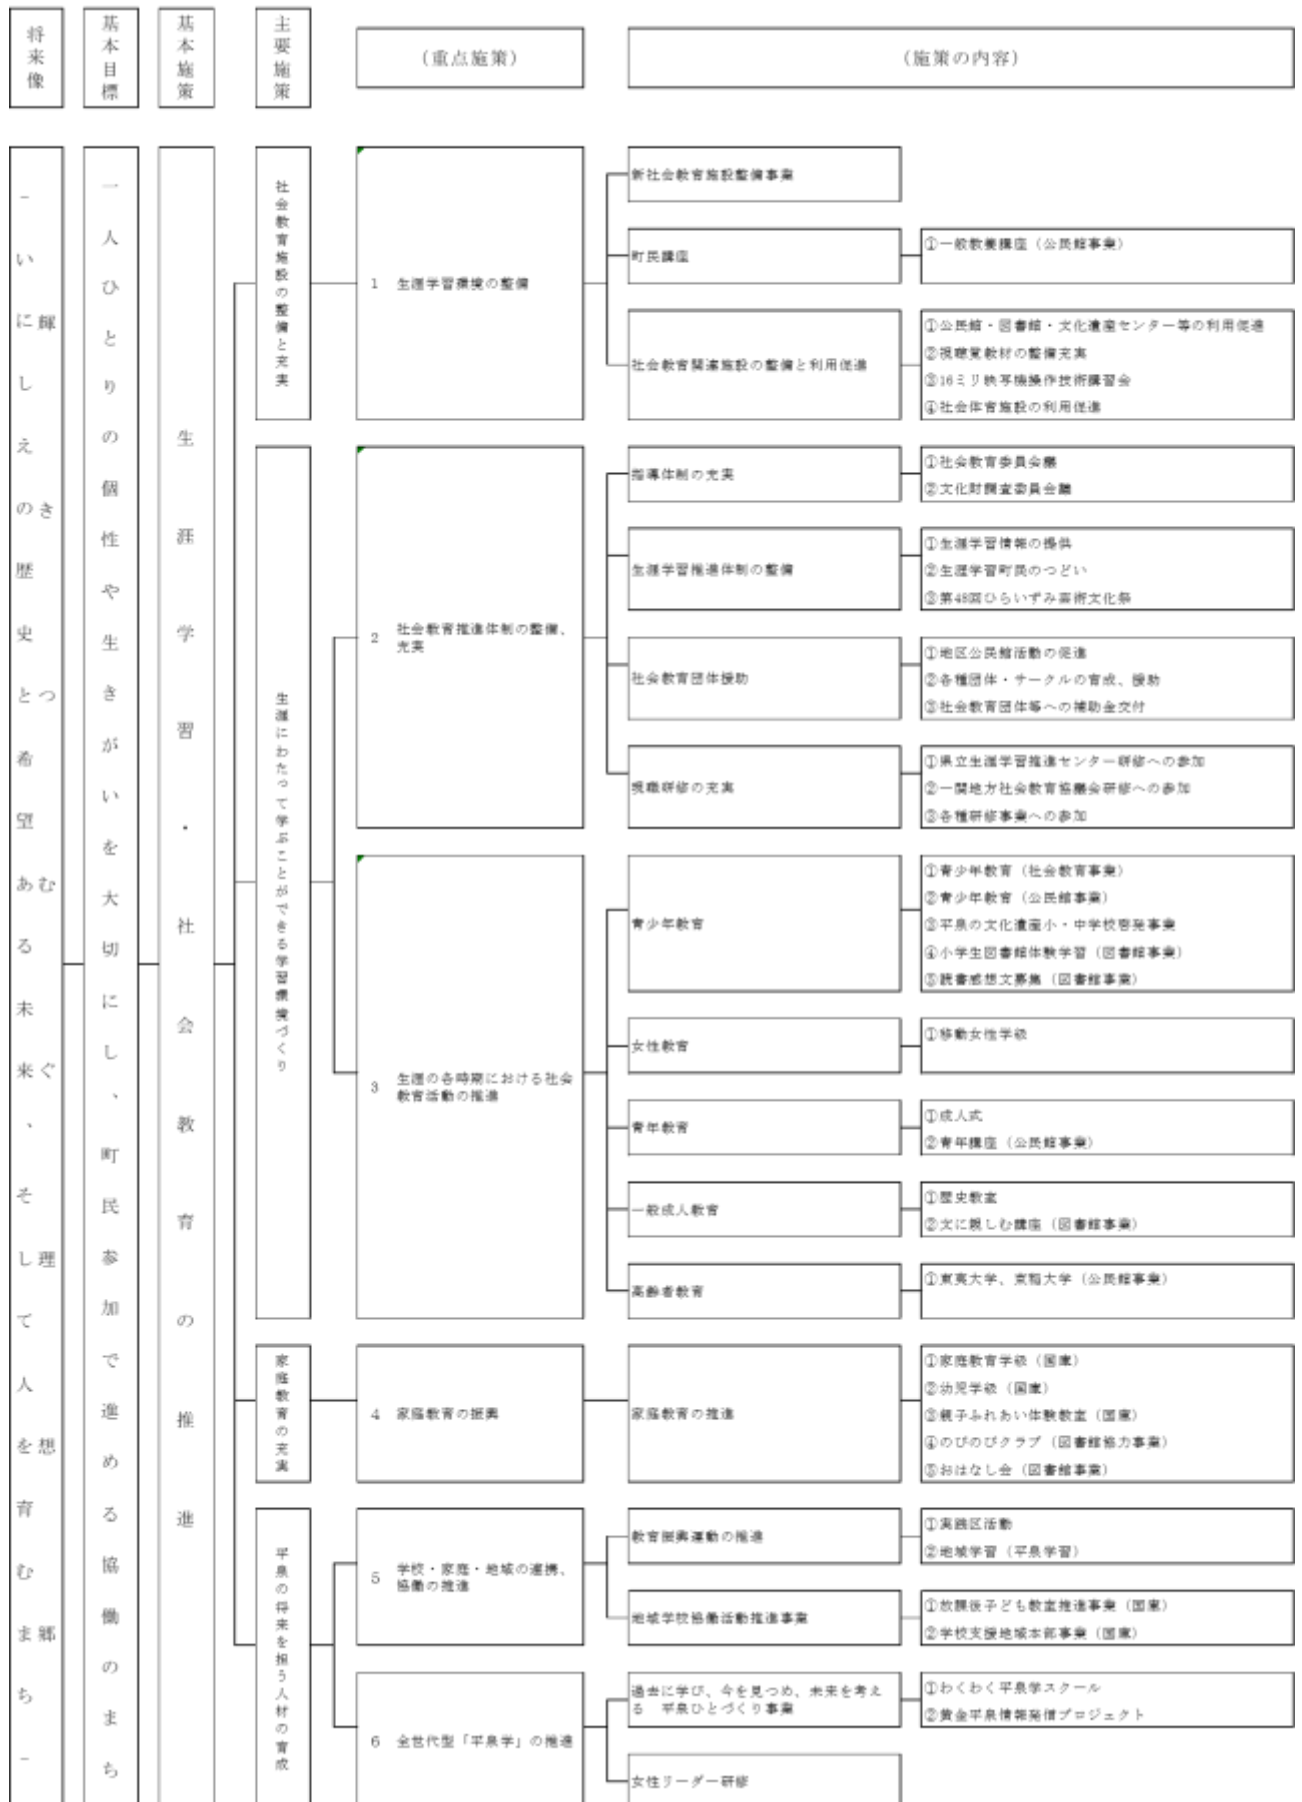 将来像
基本目標
基本施策
主要施策
(重点施策)
(施策の内容)
輝きつむぐ理想郷
-いにしえの歴史と希望ある未来、そして人を育むまち-
一人ひとりの個性や生きがいを大切にし、町民参加で進める協働のまち
生涯学習・社会教育の推進
社会教育施設の整備と充実
1 生涯学習環境の整備
新社会教育施設整備事業
町民講座
①一般教養講座(公民館事業)
社会教育関連施設の整備と利用促進
①公民館・図書館・文化遺産センター等の利用促進
②視聴覚教材の整備充実
③16ミリ映写機操作技術講習会
④社会体育施設の利用促進
生涯にわたって学ぶことができる学習環境づくり
2 社会教育推進体制の整備、
充実
指導体制の充実
①社会教育委員会議
②文化財調査委員会議
生涯学習推進体制の整備
①生涯学習情報の提供
②生涯学習町民のつどい
③第48回ひらいずみ芸術文化祭
社会教育団体援助
①地区公民館活動の促進
②各種団体・サークルの育成、援助
③社会教育団体等への補助金交付
現職研修の充実
①県立生涯学習推進センター研修への参加
②一関地方社会教育協議会研修への参加
③各種研修事業への参加
3 生涯の各時期における社会
教育活動の推進
青少年教育
①青少年教育(社会教育事業)
②青少年教育(公民館事業)
③平泉の文化遺産小・中学校啓発事業
④小学生図書館体験学習(図書館事業)
⑤読書感想文募集(図書館事業)
女性教育
①移動女性学級
青年教育
①成人式
②青年講座(公民館事業)
一般成人教育
①歴史教室
②文に親しむ講座(図書館事業)
高齢者教育
①東嶌大学、京稲大学(公民館事業)
家庭教育の充実
4 家庭教育の振興
家庭教育の推進
①家庭教育学級(国庫)
②幼児学級(国庫)
③親子ふれあい体験教室(国庫)
④のびのびクラブ(図書館協力事業)
⑤おはなし会(図書館事業)
平泉の将来を担う人材の育成
5 学校・家庭・地域の連携、
協働の推進
教育振興運動の推進
①実践区活動
②地域学習(平泉学習)
地域学校協働活動推進事業
①放課後子ども教室推進事業(国庫)
②学校支援地域本部事業(国庫)
6 全世代型「平泉学」の推進
過去に学び、今を見つめ、未来を考え
る 平泉ひとづくり事業
①わくわく平泉学スクール
②黄金平泉情報発信プロジェクト
女性リーダー研修